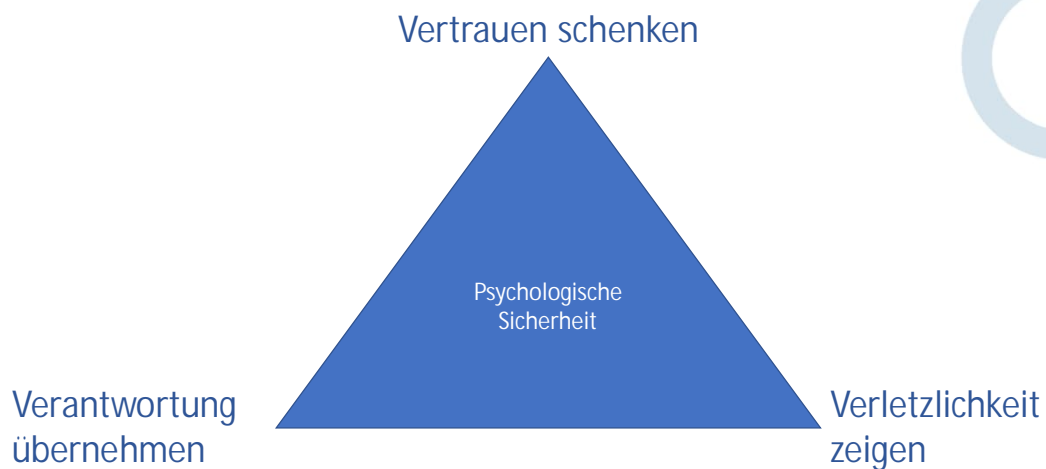 Vertrauen schenken
Psychologische
Sicherheit
Verantwortung
übernehmen
Verletzlichkeit
zeigen